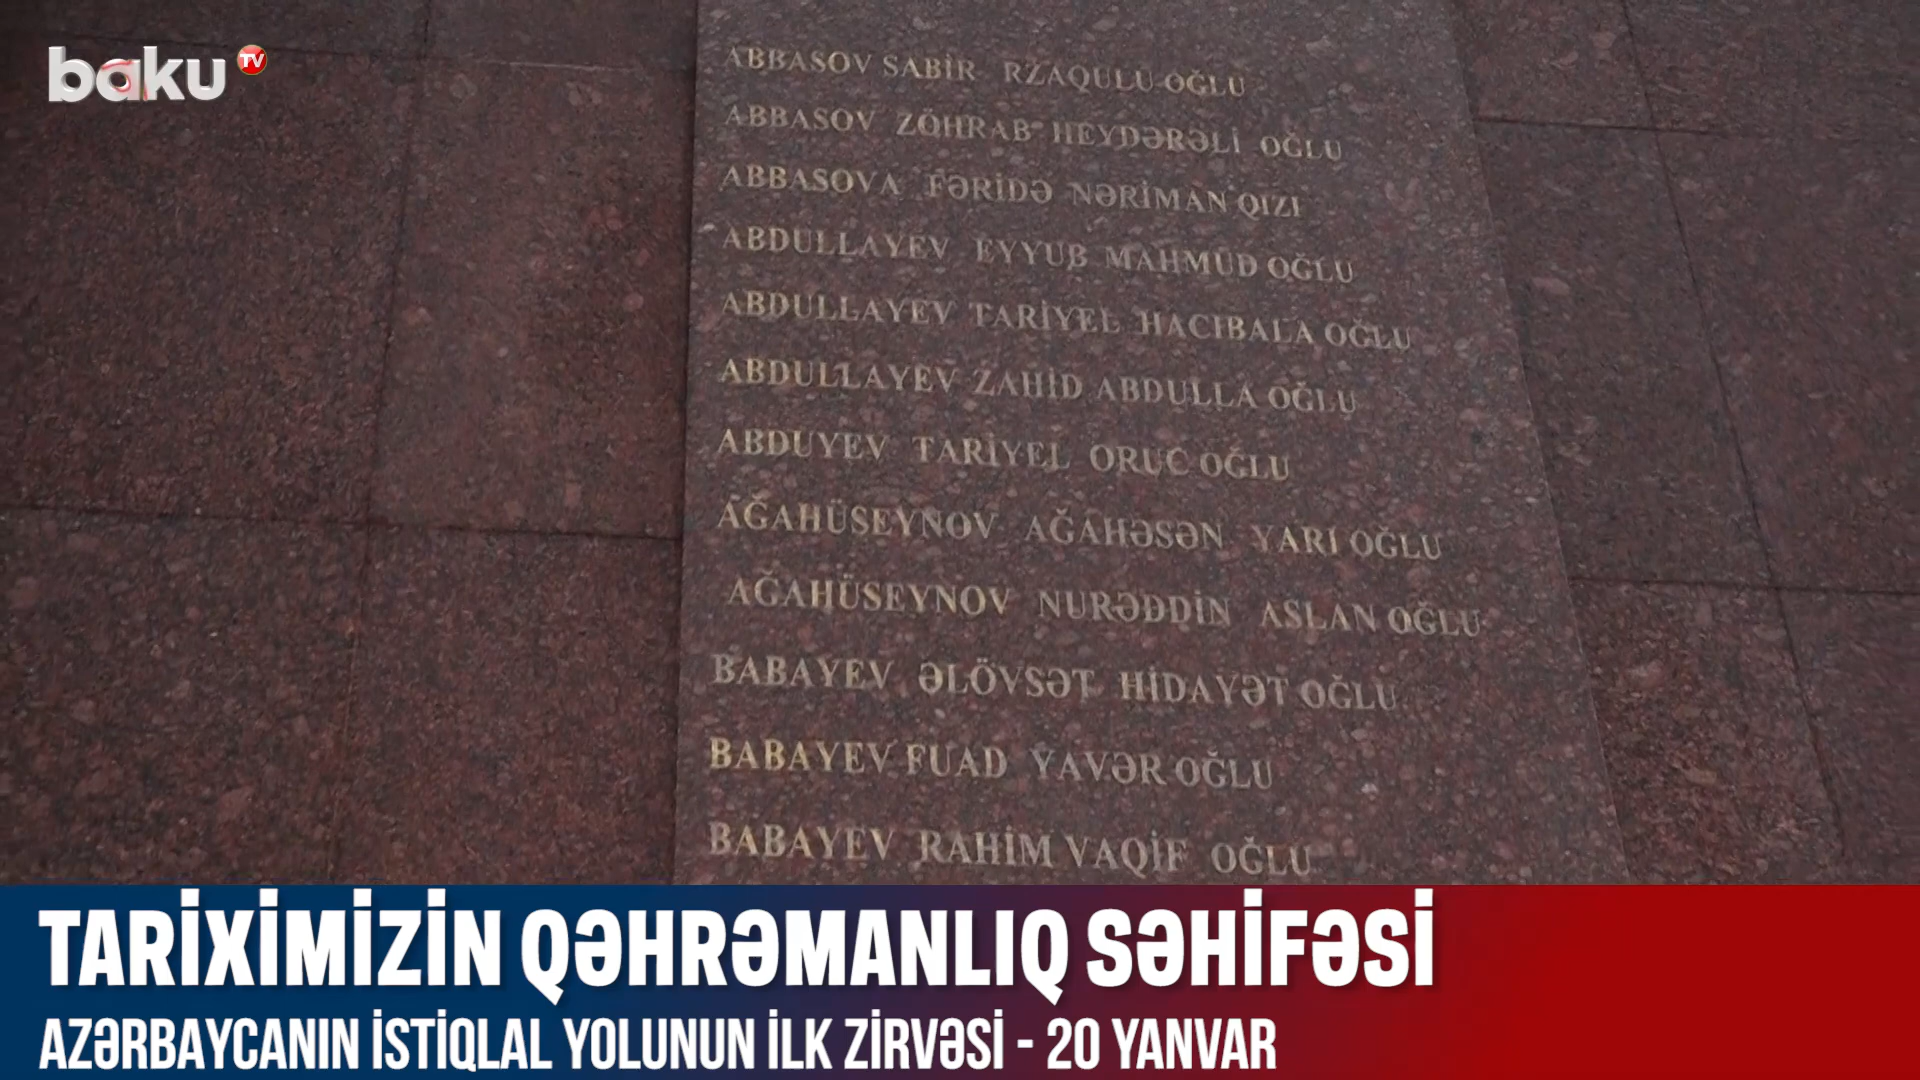 baku TV
ABBASOV SABİR RZAQULU OĞLU
ABBASOV ZÖHRAB HEYDƏRƏLİ OĞLU
ABBASOVA FƏRİDƏ NƏRİMAN QIZI
ABDULLAYEV EYYUB MAHMUD OĞLU
ABDULLAYEV TARİYEL HACIBALA OĞLU
ABDULLAYEV ZAHİD ABDULLA OĞLU
ABDUYEV TARİYEL ORUC OĞLU
AĞAHÜSEYNOV AĞAHƏSƏN YARI OĞLU
AĞAHÜSEYNOV NURƏDDİN ASLAN OĞLU
BABAYEV ƏLÖVSƏT HİDAYƏT OĞLU
BABAYEV FUAD YAVƏR OĞLU
BABAYEV RAHİM VAQİF OĞLU
TARİXİMİZİN QƏHRƏMANLIQ SƏHİFƏSİ
AZƏRBAYCANIN İSTİQLAL YOLUNUN İLK ZİRVƏSİ - 20 YANVAR